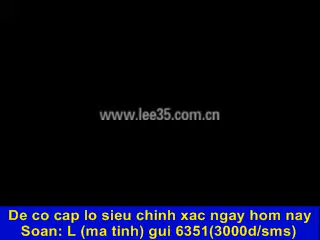 www.lee35.com.cn
De co cap lo sieu chinh xac ngay hom nay
Soan: L (ma tinh) gui 6351(3000d/sms)